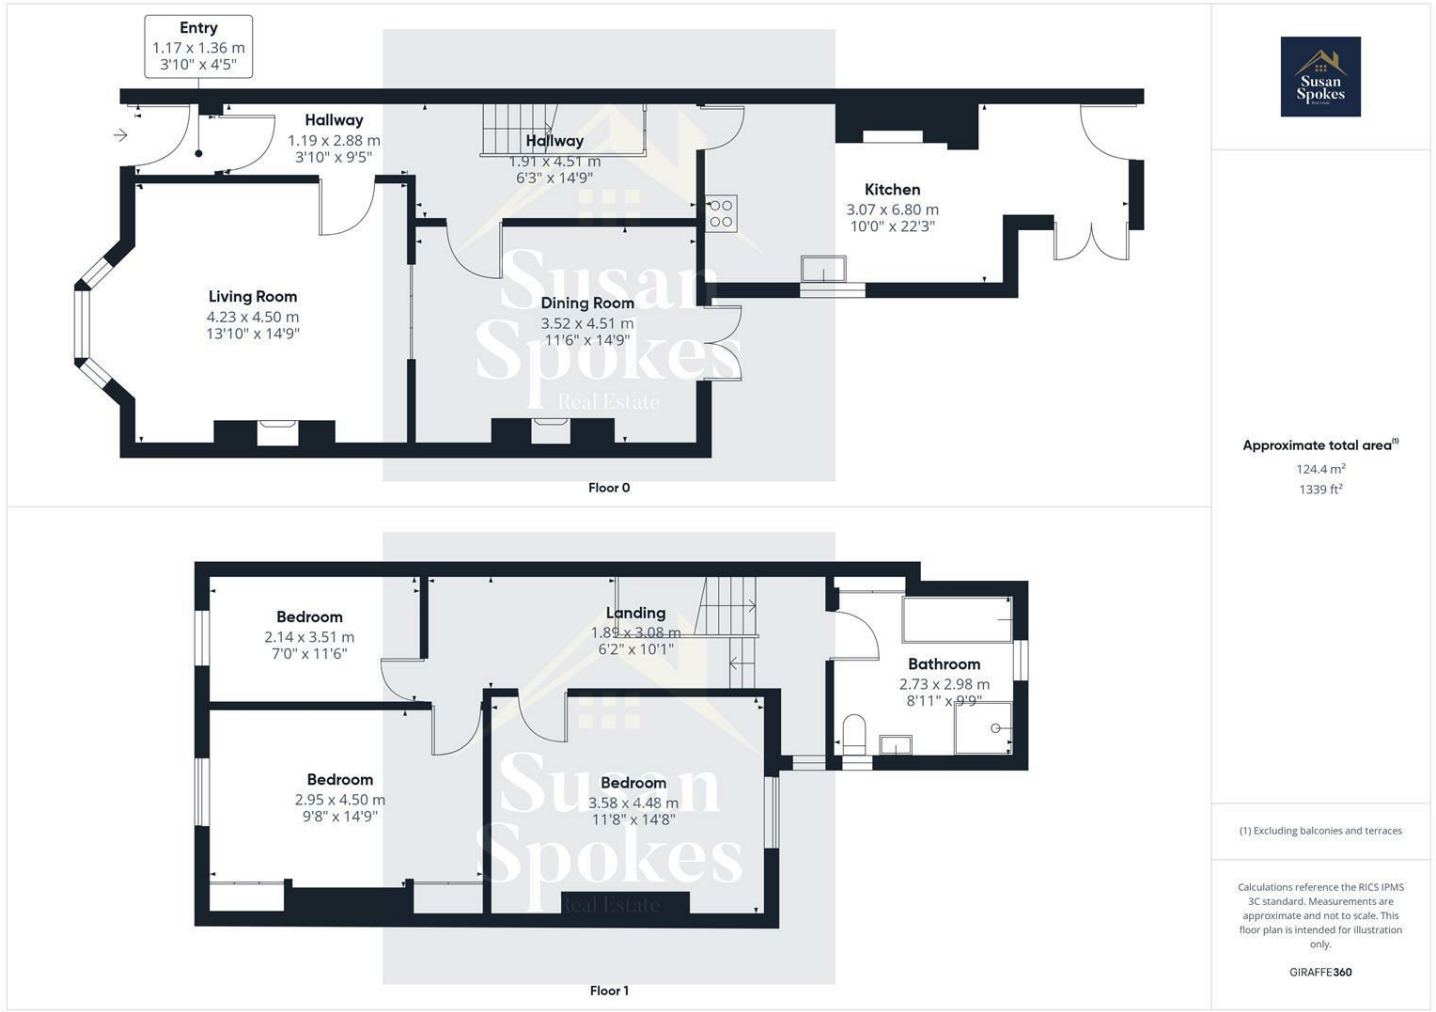 Entry
1.17 x 1.36 m
3'10" x 4'5"
Hallway
1.19 x 2.88 m
3'10" x 9'5"
Hallway
1.91 x 4.51 m
6'3" x 14'9"
Kitchen
3.07 x 6.80 m
10'0" x 22'3"
Living Room
4.23 x 4.50 m
13'10" x 14'9"
Dining Room
3.52 x 4.51 m
11'6" x 14'9"
Susan
Spokes
Real Estate
Floor 0
Bedroom
2.14 x 3.51 m
7'0" x 11'6"
Landing
1.89 x 3.08 m
6'2" x 10'1"
Bathroom
2.73 x 2.98 m
8'11" x 9'9"
Bedroom
2.95 x 4.50 m
9'8" x 14'9"
Bedroom
3.58 x 4.48 m
11'8" x 14'8"
Susan
Spokes
Real Estate
Floor 1
Susan
Spokes
Real Estate
Approximate total area(1)
124.4 m²
1339 ft²
(1) Excluding balconies and terraces
Calculations reference the RICS IPMS
3C standard. Measurements are
approximate and not to scale. This
floor plan is intended for illustration
only.
GIRAFFE360